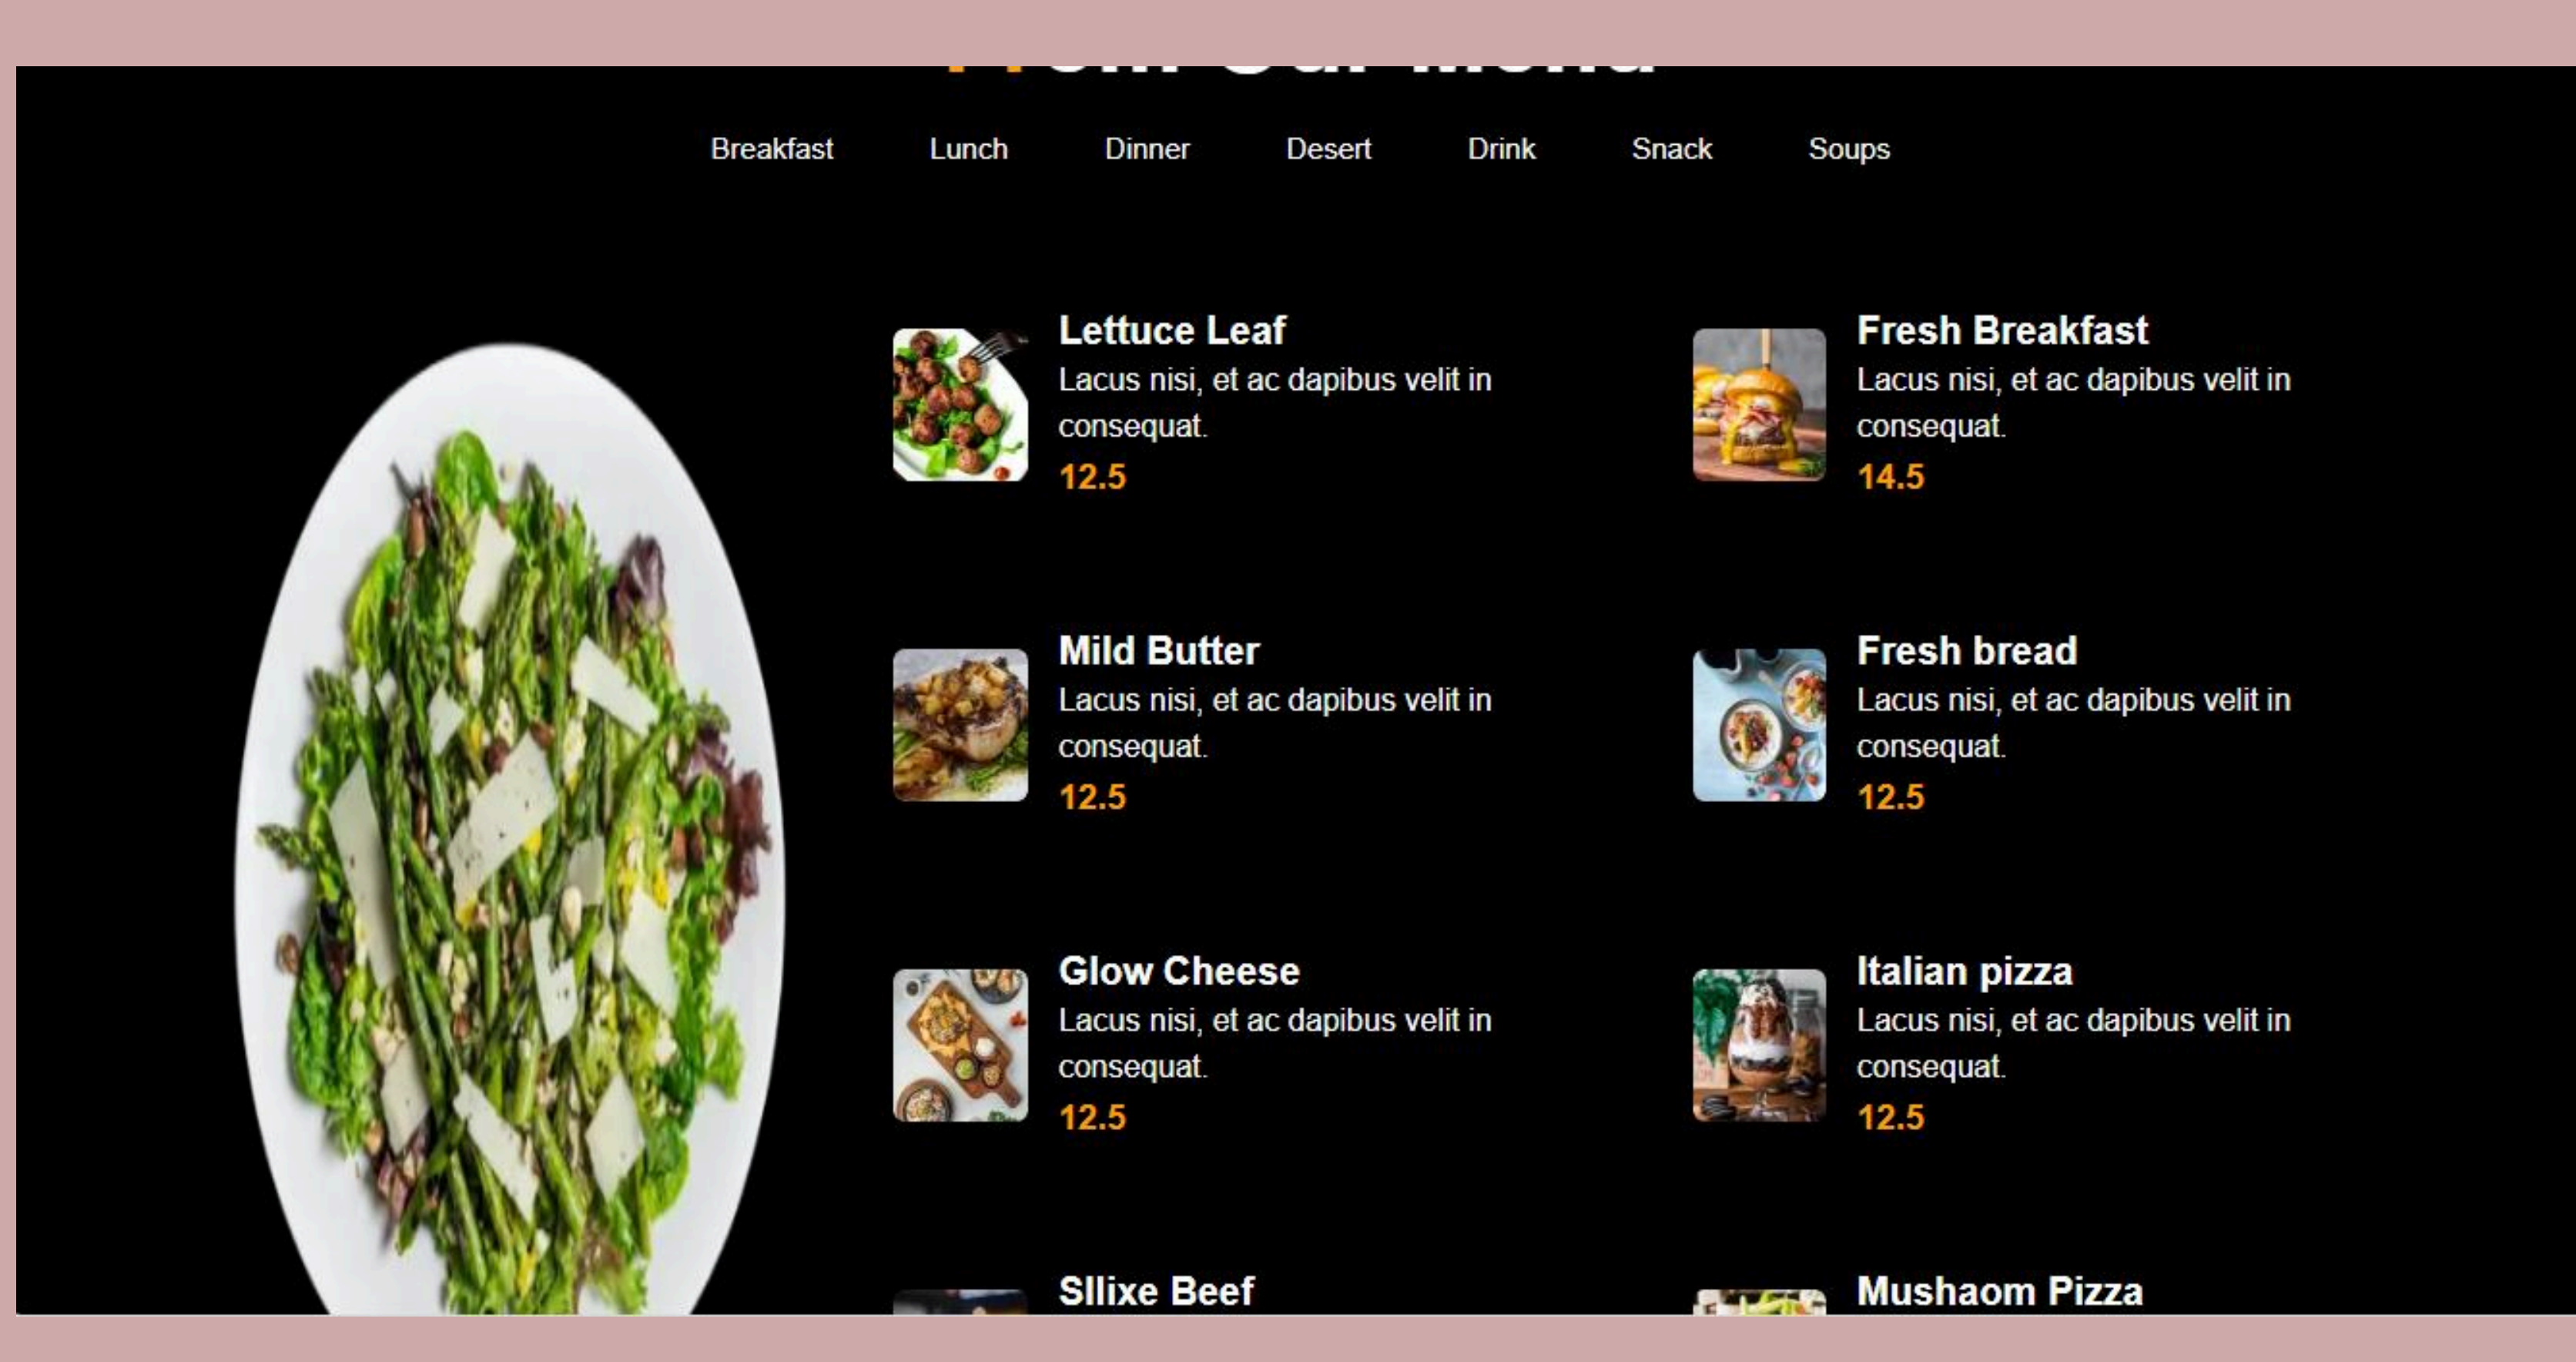 Breakfast Lunch Dinner Desert Drink Snack Soups
Lettuce Leaf
Lacus nisi, et ac dapibus velit in
consequat.
12.5
Fresh Breakfast
Lacus nisi, et ac dapibus velit in
consequat.
14.5
Mild Butter
Lacus nisi, et ac dapibus velit in
consequat.
12.5
Fresh bread
Lacus nisi, et ac dapibus velit in
consequat.
12.5
Glow Cheese
Lacus nisi, et ac dapibus velit in
consequat.
12.5
Italian pizza
Lacus nisi, et ac dapibus velit in
consequat.
12.5
Sllixe Beef
Mushaom Pizza